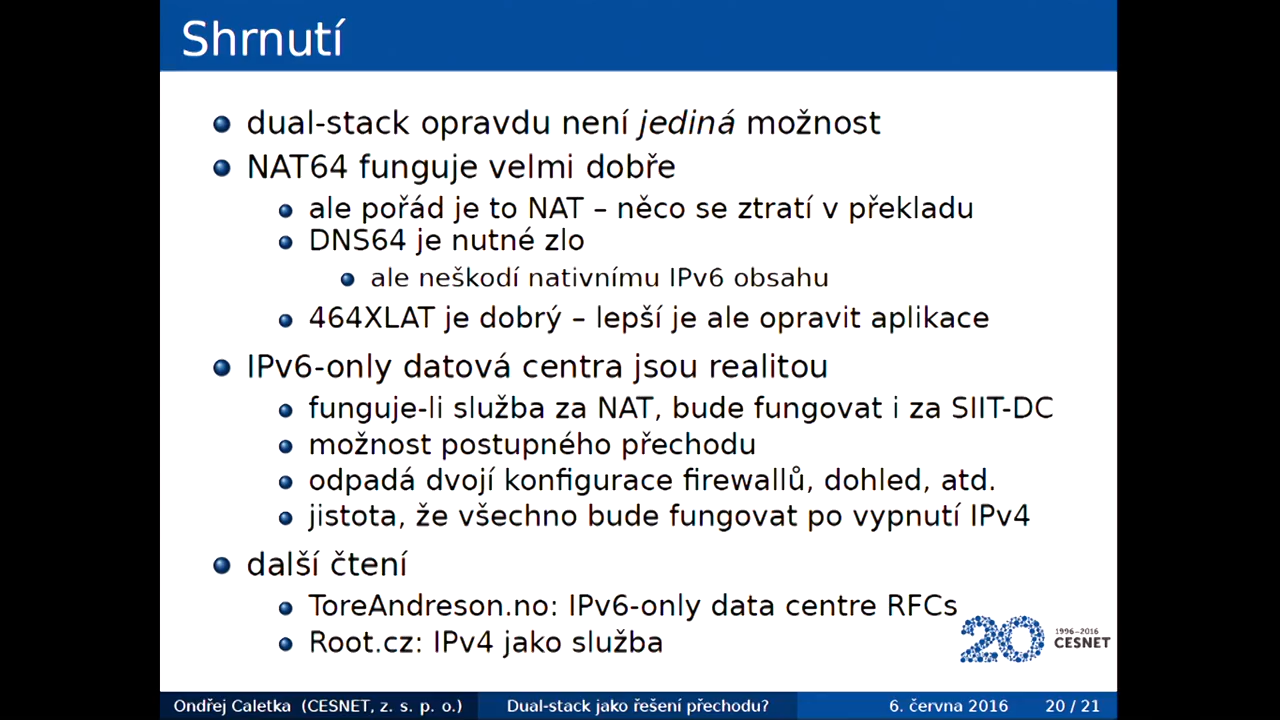 Shrnutí
dual-stack opravdu není jediná možnost
NAT64 funguje velmi dobře
ale pořád je to NAT – něco se ztratí v překladu
DNS64 je nutné zlo
ale neškodí nativnímu IPv6 obsahu
464XLAT je dobrý – lepší je ale opravit aplikace
IPv6-only datová centra jsou realitou
funguje-li služba za NAT, bude fungovat i za SIIT-DC
možnost postupného přechodu
odpadá dvojí konfigurace firewallů, dohled, atd.
jistota, že všechno bude fungovat po vypnutí IPv4
další čtení
ToreAndreson.no: IPv6-only data centre RFCs
Root.cz: IPv4 jako služba
20 1996–2016
CESNET
Ondřej Caletka (CESNET, z. s. p. o.) Dual-stack jako řešení přechodu? 6. června 2016 20 / 21